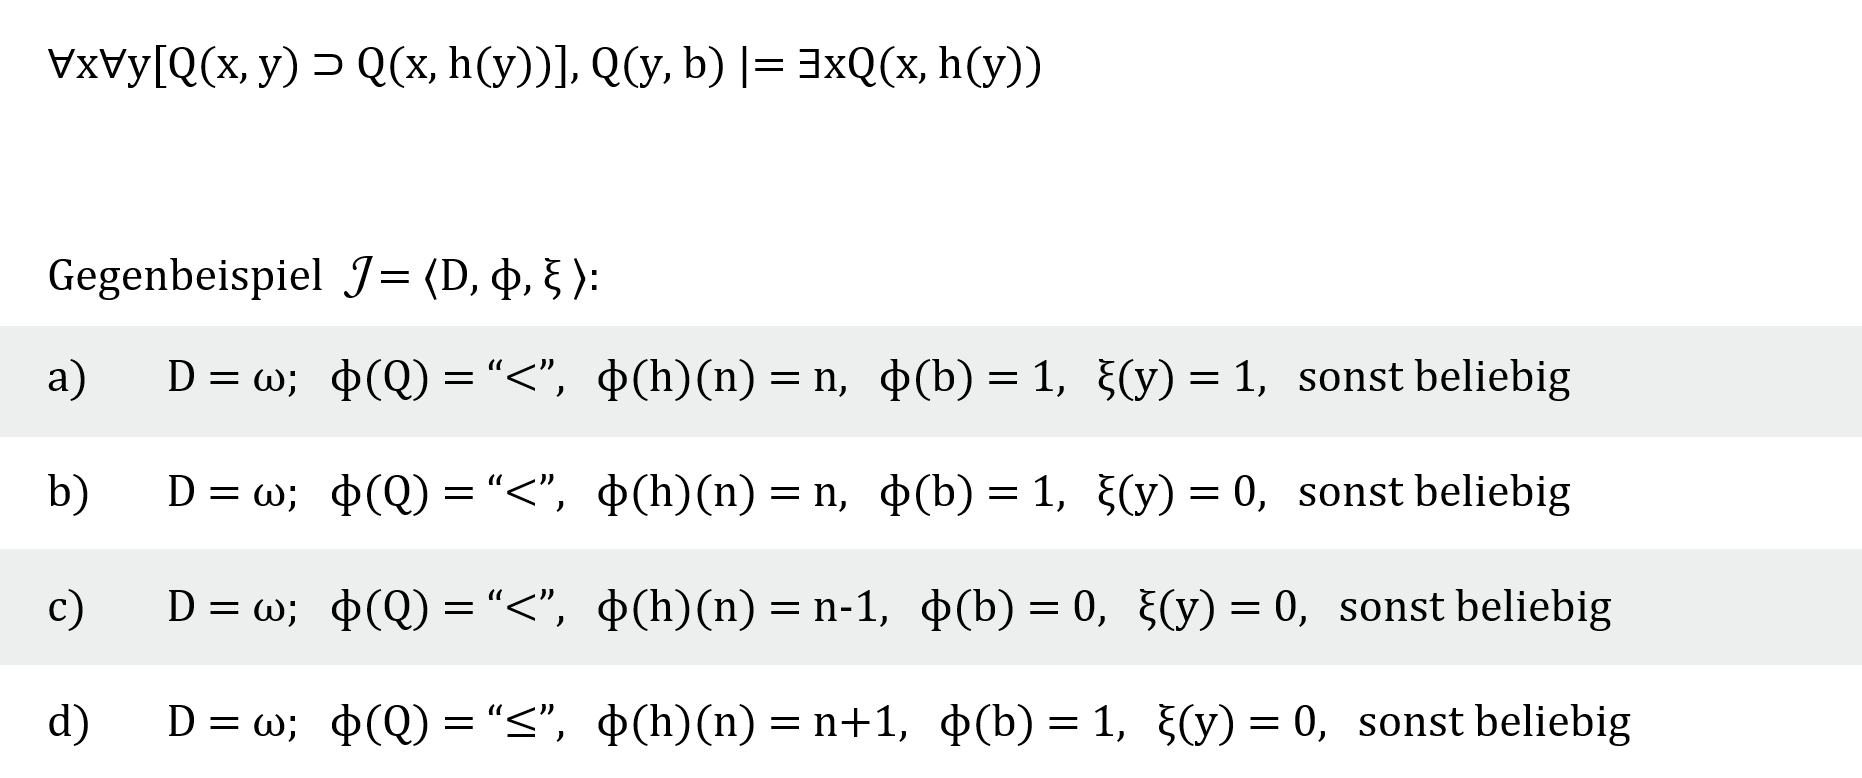 ∀x∀y[Q(x, y) ⊃ Q(x, h(y))], Q(y, b) |= ∃xQ(x, h(y))
Gegenbeispiel 𝒥 = ⟨D, ϕ, ξ ⟩:
a) D = ω; ϕ(Q) = “<”, ϕ(h)(n) = n, ϕ(b) = 1, ξ(y) = 1, sonst beliebig
b) D = ω; ϕ(Q) = “<”, ϕ(h)(n) = n, ϕ(b) = 1, ξ(y) = 0, sonst beliebig
c) D = ω; ϕ(Q) = “<”, ϕ(h)(n) = n-1, ϕ(b) = 0, ξ(y) = 0, sonst beliebig
d) D = ω; ϕ(Q) = “≤”, ϕ(h)(n) = n+1, ϕ(b) = 1, ξ(y) = 0, sonst beliebig